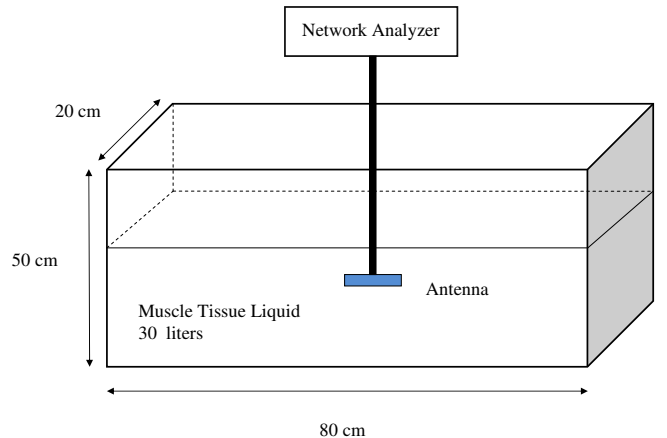 Network Analyzer
20 cm
50 cm
Antenna
Muscle Tissue Liquid
30 liters
80 cm